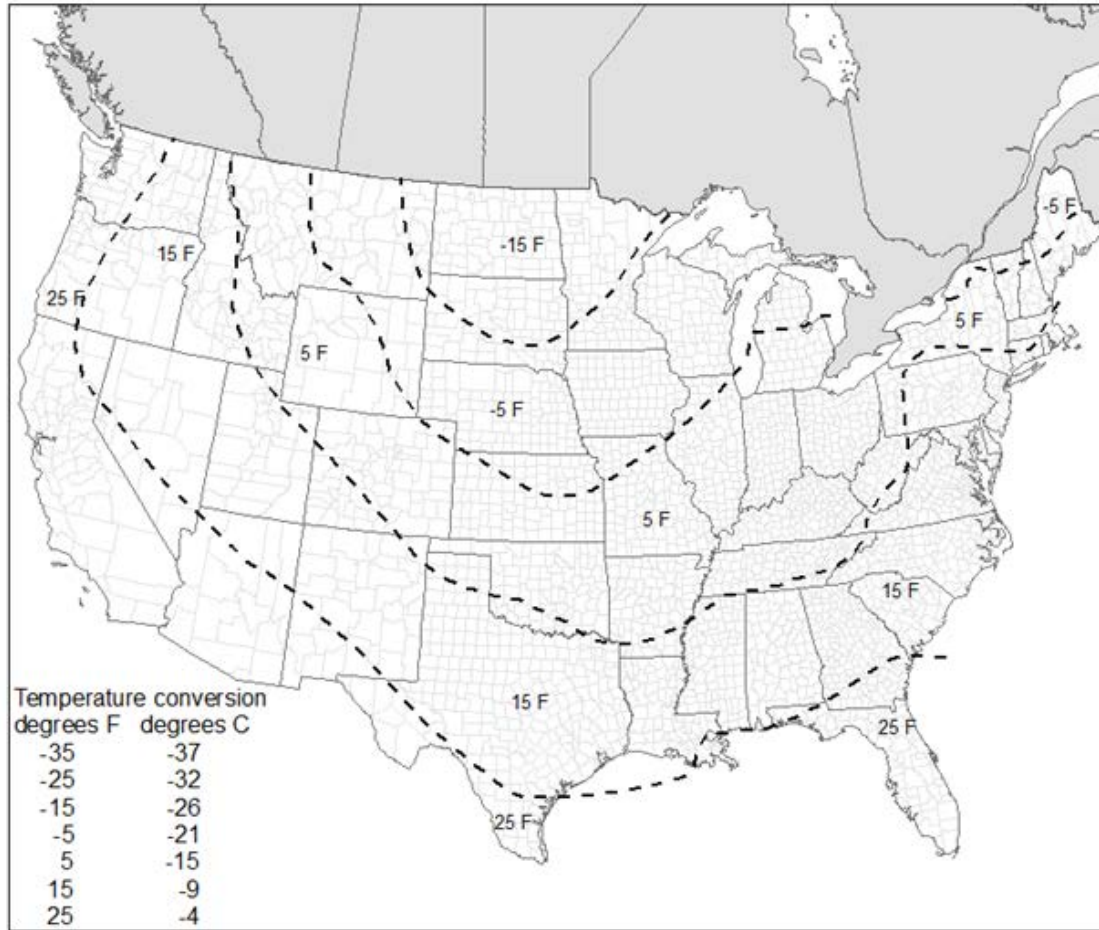 -5 F
15 F
-15 F
25 F
5 F
5 F
-5 F
5 F
15 F
15 F
25 F
25 F
Temperature conversion
degrees F degrees C
-35 -37
-25 -32
-15 -26
-5 -21
5 -15
15 -9
25 -4